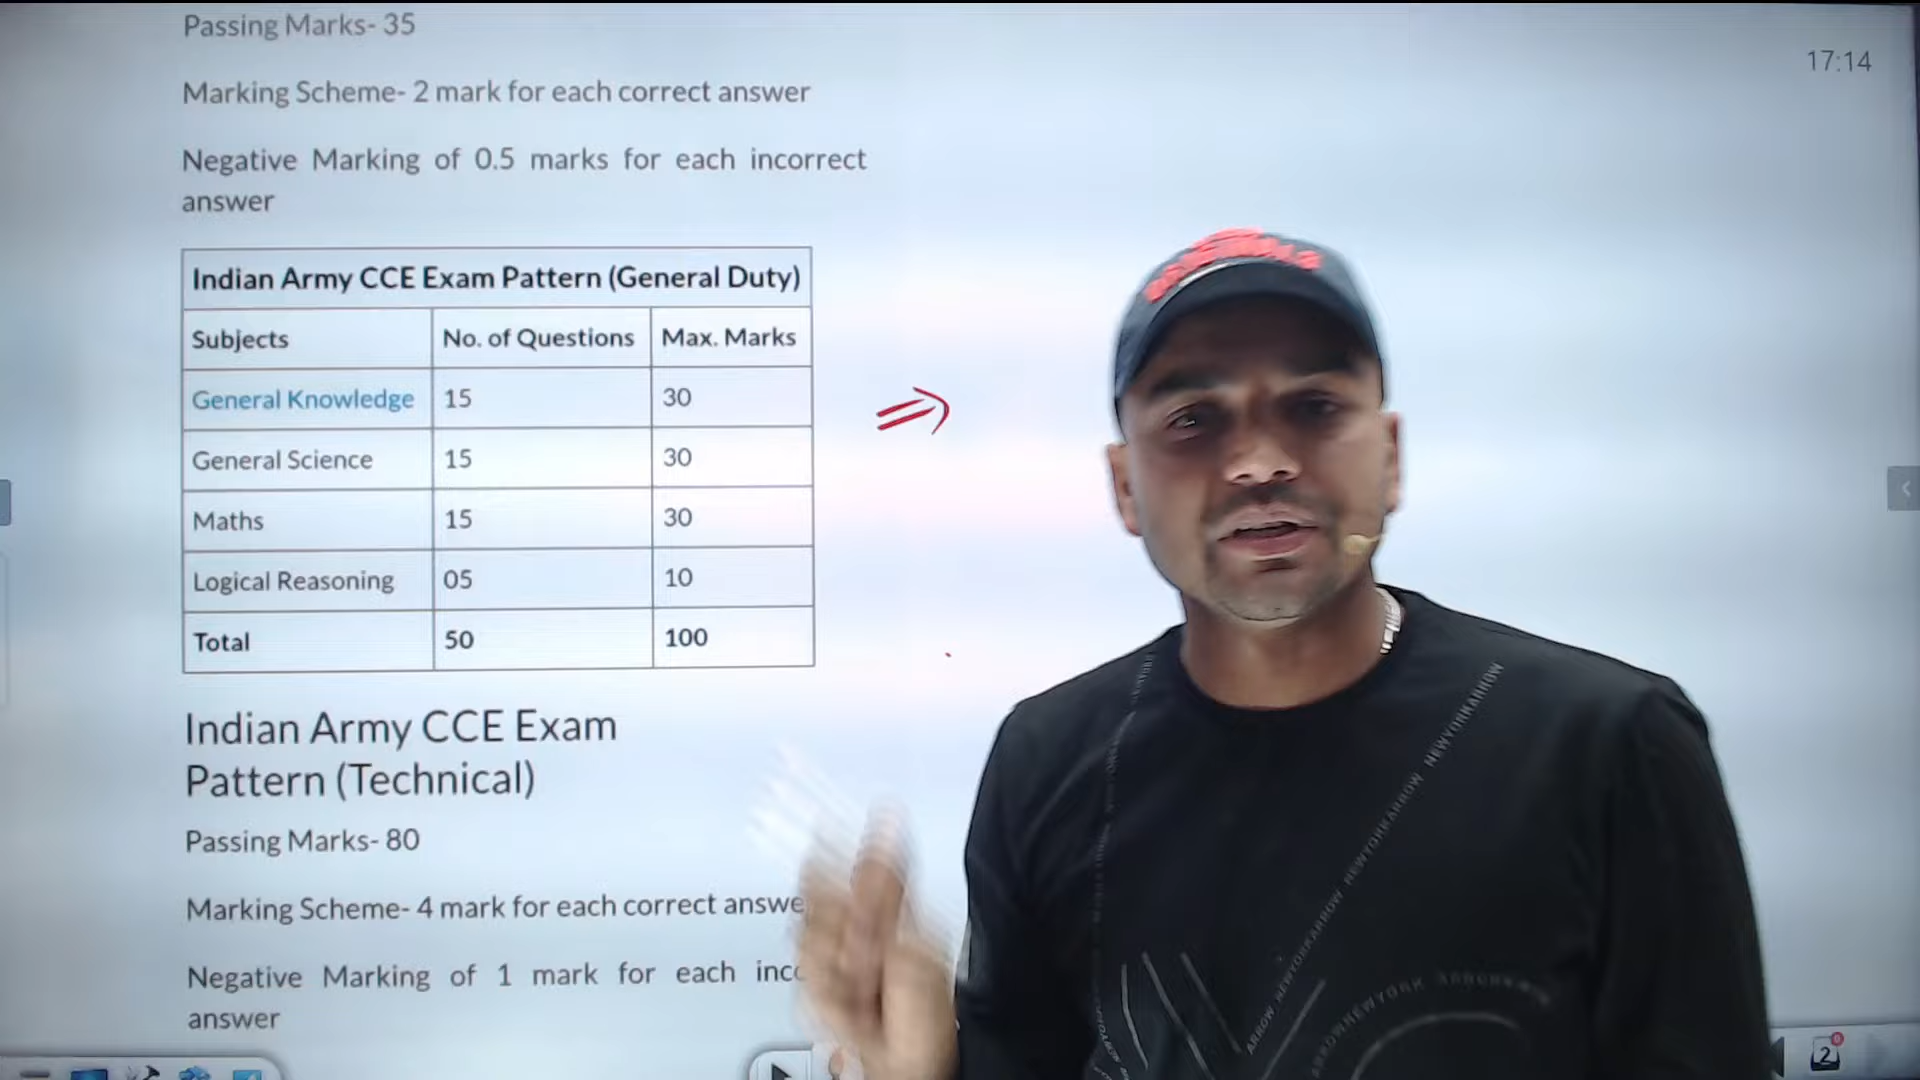 Passing Marks- 35
17:14
Marking Scheme- 2 mark for each correct answer
Negative Marking of 0.5 marks for each incorrect
answer
Indian Army CCE Exam Pattern (General Duty)
Subjects No. of Questions Max. Marks
General Knowledge 15 30
General Science 15 30
Maths 15 30
Logical Reasoning 05 10
Total 50 100
Indian Army CCE Exam
Pattern (Technical)
Passing Marks- 80
Marking Scheme- 4 mark for each correct
Negative Marking of 1 mark for each
answer
NEWYORKARROW NEWYORKARROW NEWYORKARROW
2